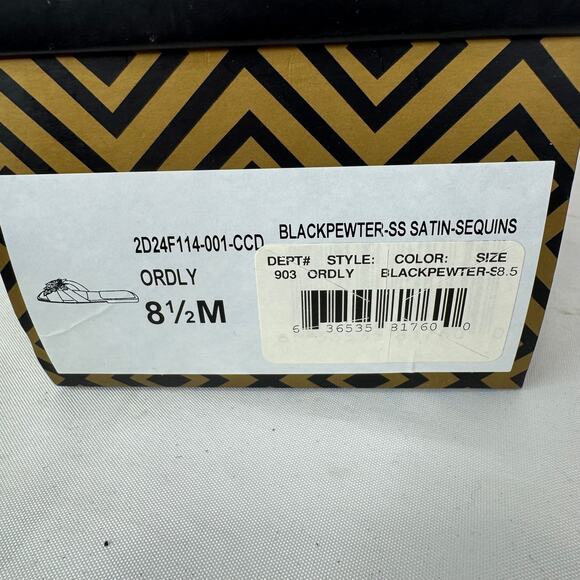 2D24F114-001-CCD
BLACKPEWTER-SS SATIN-SEQUINS
ORDLY
8½M
DEPT# STYLE: COLOR: SIZE
903 ORDLY BLACKPEWTER-S8.5
6 36535 81760 0